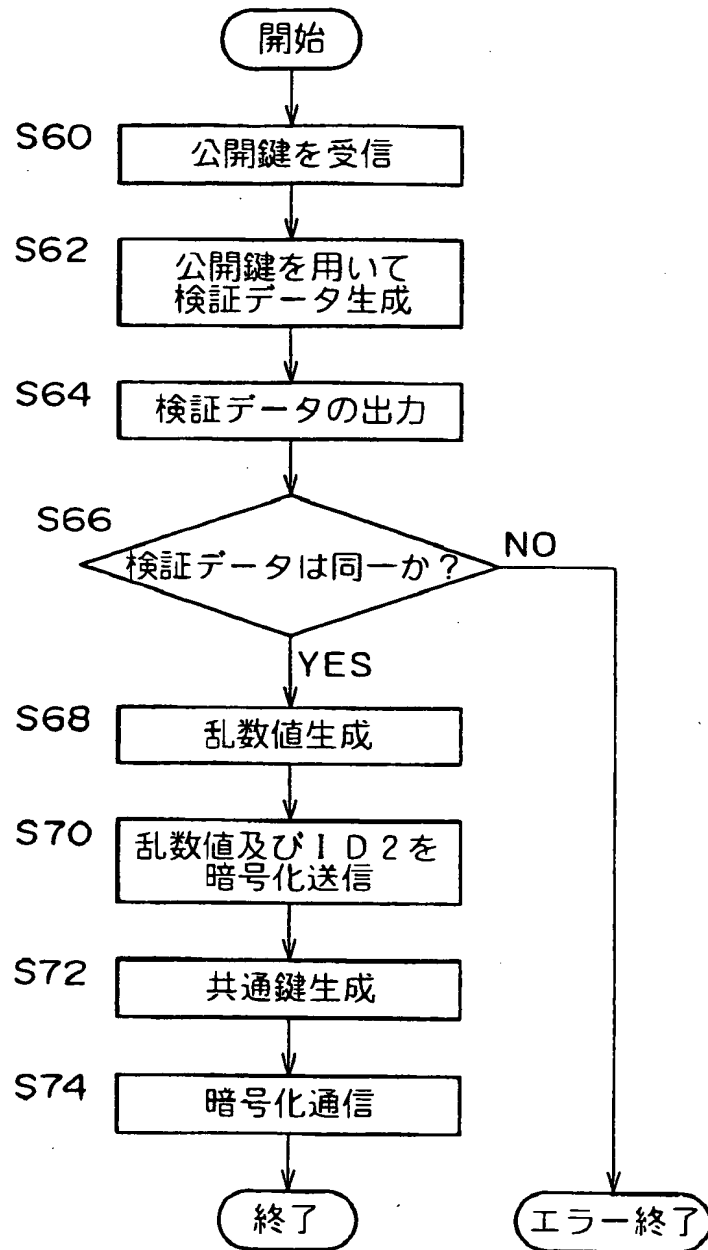 開始
S60
公開鍵を受信
S62
公開鍵を用いて
検証データ生成
S64
検証データの出力
S66
検証データは同一か？
NO
YES
S68
乱数値生成
S70
乱数値及びＩＤ２を
暗号化送信
S72
共通鍵生成
S74
暗号化通信
終了
エラー終了